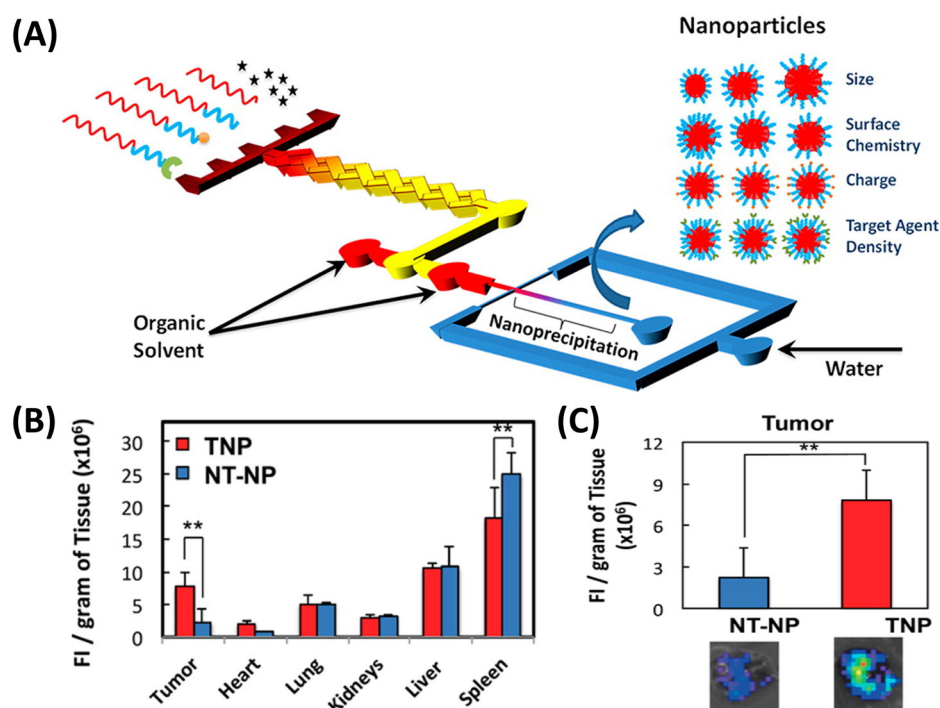 (A)
Nanoparticles
Size
Surface
Chemistry
Charge
Target Agent
Density
Organic
Solvent
Nanoprecipitation
Water
(B)
FI / gram of Tissue (x10⁶)
30
25
20
15
10
5
0
TNP
NT-NP
**
**
Tumor
Heart
Lung
Kidneys
Liver
Spleen
(C)
Tumor
FI / gram of Tissue
(x10⁶)
12
9
6
3
0
**
NT-NP
TNP